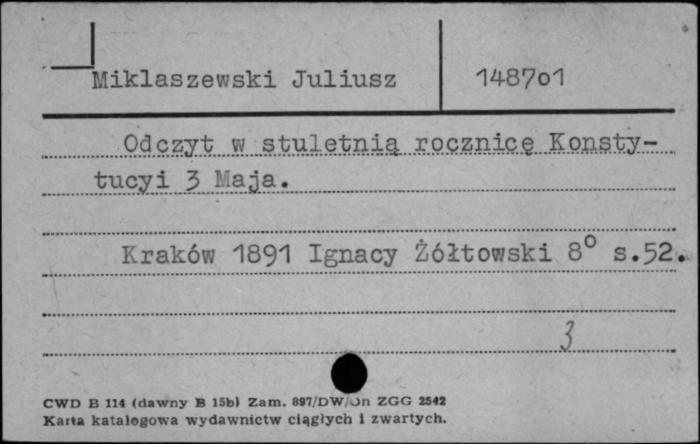 Miklaszewski Juliusz 148701
Odczyt w stuletnią rocznicę Konsty-
tucyi 3 Maja.
Kraków 1891 Ignacy Żółtowski 8° s.52.
3
CWD B 114 (dawny B 15b) Zam. 897/DW/Jn ZGG 2542
Karta katalogowa wydawnictw ciągłych i zwartych.